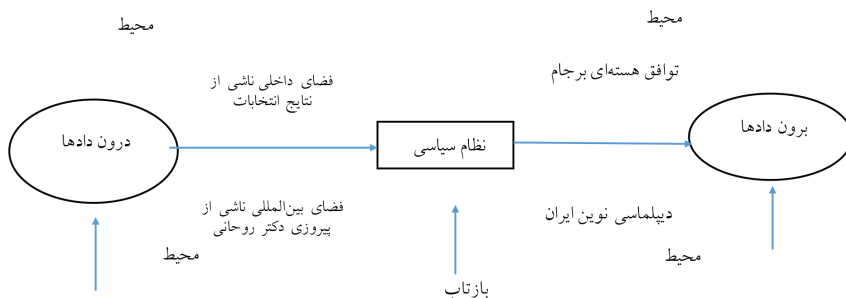 محیط
محیط
فضای داخلی ناشی از
نتایج انتخابات
توافق هسته‌ای برجام
درون دادها
نظام سیاسی
برون دادها
فضای بین‌المللی ناشی از
پیروزی دکتر روحانی
دیپلماسی نوین ایران
محیط
محیط
بازتاب